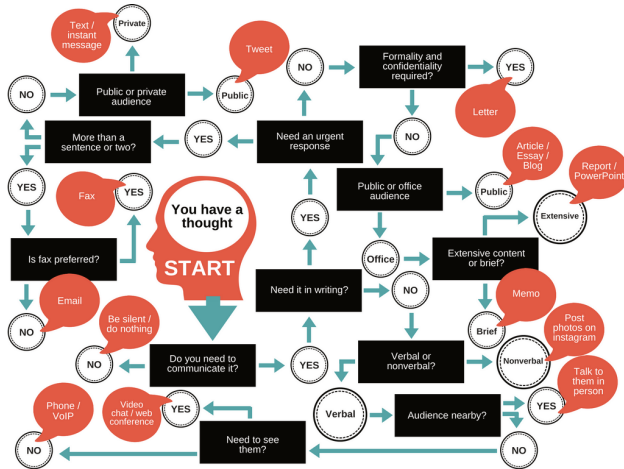 Text /
instant
message
Private
Tweet
NO
Public or private
audience
Public
NO
Formality and
confidentiality
required?
YES
Letter
More than a
sentence or two?
YES
Need an urgent
response
NO
YES
Fax
YES
You have a
thought
START
YES
Public or office
audience
Public
Article /
Essay /
Blog
Report /
PowerPoint
Extensive
Is fax preferred?
Office
Extensive content
or brief?
Need it in writing?
NO
Email
NO
Be silent /
do nothing
NO
Do you need to
communicate it?
YES
Verbal or
nonverbal?
Memo
Brief
Post
photos on
instagram
Nonverbal
Talk to
them in
person
Phone /
VoIP
NO
Video
chat / web
conference
YES
Need to see
them?
Verbal
Audience nearby?
YES
NO